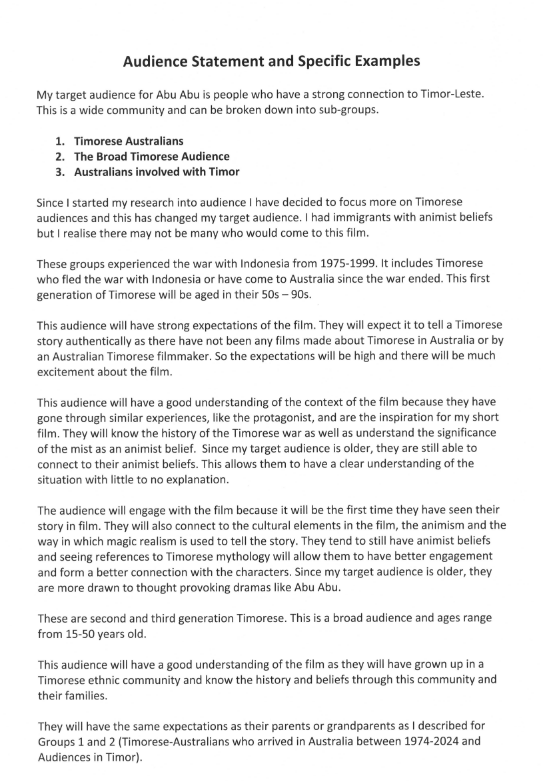 Audience Statement and Specific Examples
My target audience for Abu Abu is people who have a strong connection to Timor-Leste.
This is a wide community and can be broken down into sub-groups.
1. Timorese Australians
2. The Broad Timorese Audience
3. Australians involved with Timor
Since I started my research into audience I have decided to focus more on Timorese
audiences and this has changed my target audience. I had immigrants with animist beliefs
but I realise there may not be many who would come to this film.
These groups experienced the war with Indonesia from 1975-1999. It includes Timorese
who fled the war with Indonesia or have come to Australia since the war ended. This first
generation of Timorese will be aged in their 50s – 90s.
This audience will have strong expectations of the film. They will expect it to tell a Timorese
story authentically as there have not been any films made about Timorese in Australia or by
an Australian Timorese filmmaker. So the expectations will be high and there will be much
excitement about the film.
This audience will have a good understanding of the context of the film because they have
gone through similar experiences, like the protagonist, and are the inspiration for my short
film. They will know the history of the Timorese war as well as understand the significance
of the mist as an animist belief.  Since my target audience is older, they are still able to
connect to their animist beliefs. This allows them to have a clear understanding of the
situation with little to no explanation.
The audience will engage with the film because it will be the first time they have seen their
story in film. They will also connect to the cultural elements in the film, the animism and the
way in which magic realism is used to tell the story. They tend to still have animist beliefs
and seeing references to Timorese mythology will allow them to have better engagement
and form a better connection with the characters. Since my target audience is older, they
are more drawn to thought provoking dramas like Abu Abu.
These are second and third generation Timorese. This is a broad audience and ages range
from 15-50 years old.
This audience will have a good understanding of the film as they will have grown up in a
Timorese ethnic community and know the history and beliefs through this community and
their families.
They will have the same expectations as their parents or grandparents as I described for
Groups 1 and 2 (Timorese-Australians who arrived in Australia between 1974-2024 and
Audiences in Timor).